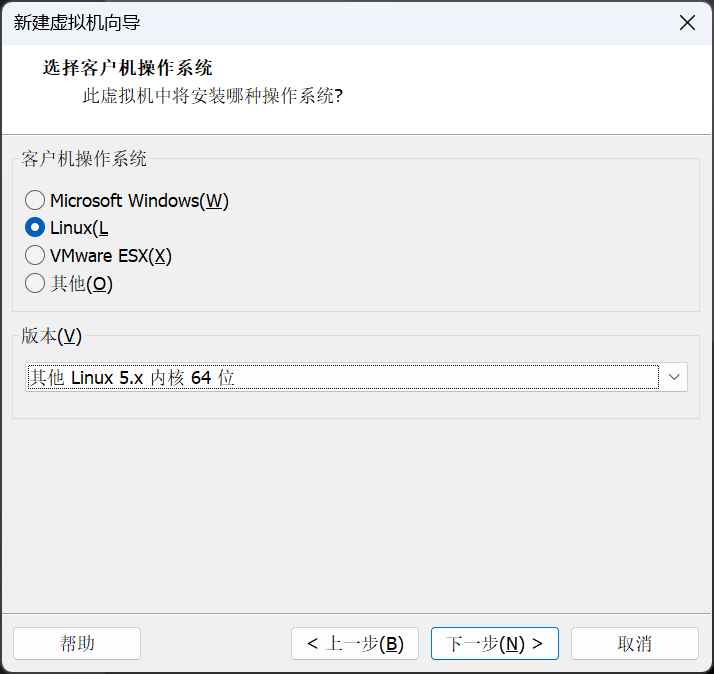 新建虚拟机向导
选择客户机操作系统
此虚拟机中将安装哪种操作系统?
客户机操作系统
Microsoft Windows(W)
Linux(L
VMware ESX(X)
其他(O)
版本(V)
其他 Linux 5.x 内核 64 位
帮助
< 上一步(B)
下一步(N) >
取消